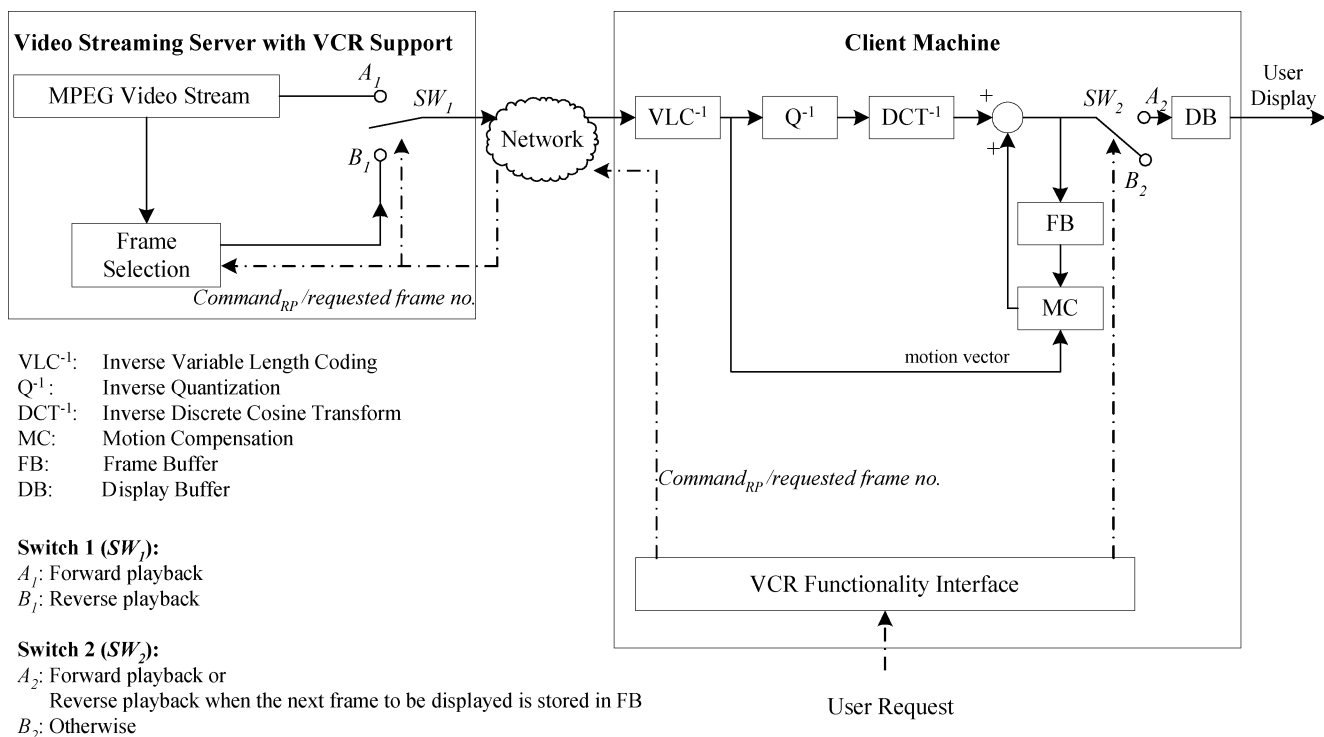 Video Streaming Server with VCR Support
MPEG Video Stream
A1
SW1
B1
Frame
Selection
CommandRP /requested frame no.
Network
Client Machine
VLC-1
Q-1
DCT-1
+
+
SW2
A2
B2
DB
User
Display
FB
MC
motion vector
CommandRP /requested frame no.
VCR Functionality Interface
User Request
VLC-1: Inverse Variable Length Coding
Q-1 : Inverse Quantization
DCT-1: Inverse Discrete Cosine Transform
MC: Motion Compensation
FB: Frame Buffer
DB: Display Buffer
Switch 1 (SW1):
A1: Forward playback
B1: Reverse playback
Switch 2 (SW2):
A2: Forward playback or
Reverse playback when the next frame to be displayed is stored in FB
B2: Otherwise